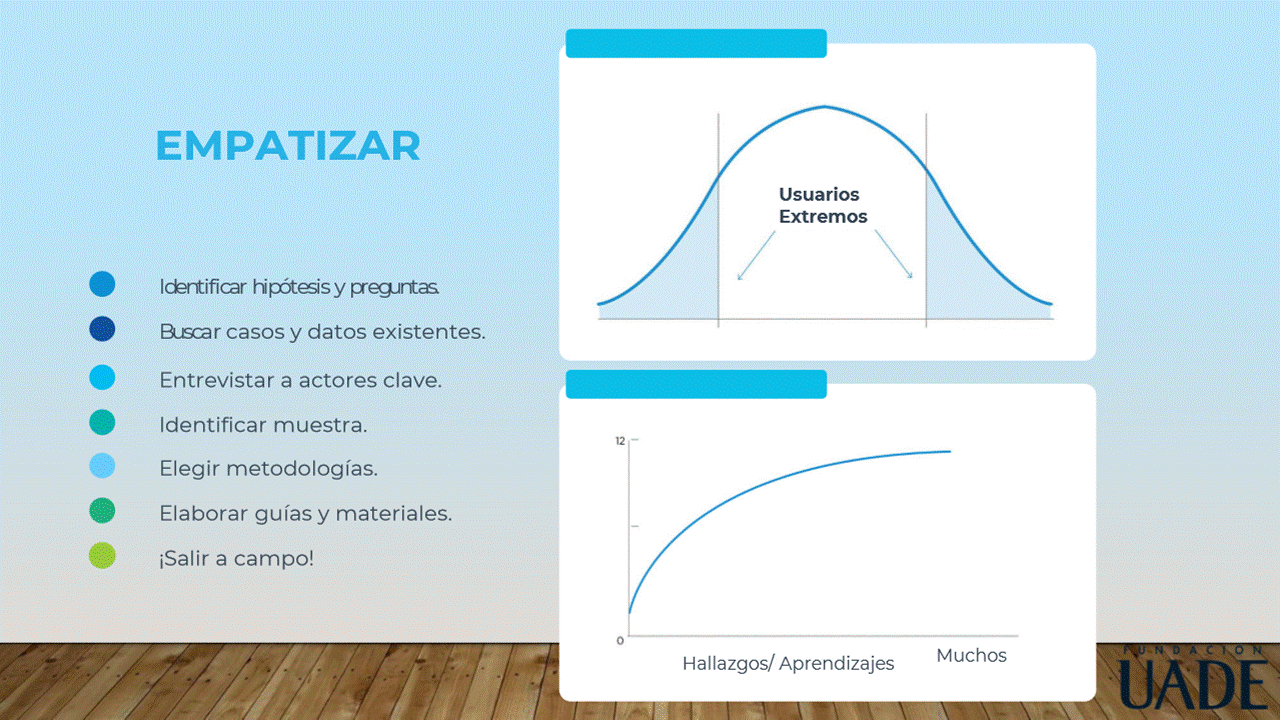 EMPATIZAR
Identificar hipótesis y preguntas.
Buscar casos y datos existentes.
Entrevistar a actores clave.
Identificar muestra.
Elegir metodologías.
Elaborar guías y materiales.
¡Salir a campo!
Usuarios
Extremos
12
0
Hallazgos/ Aprendizajes
Muchos
FUNDACIÓN
UADE